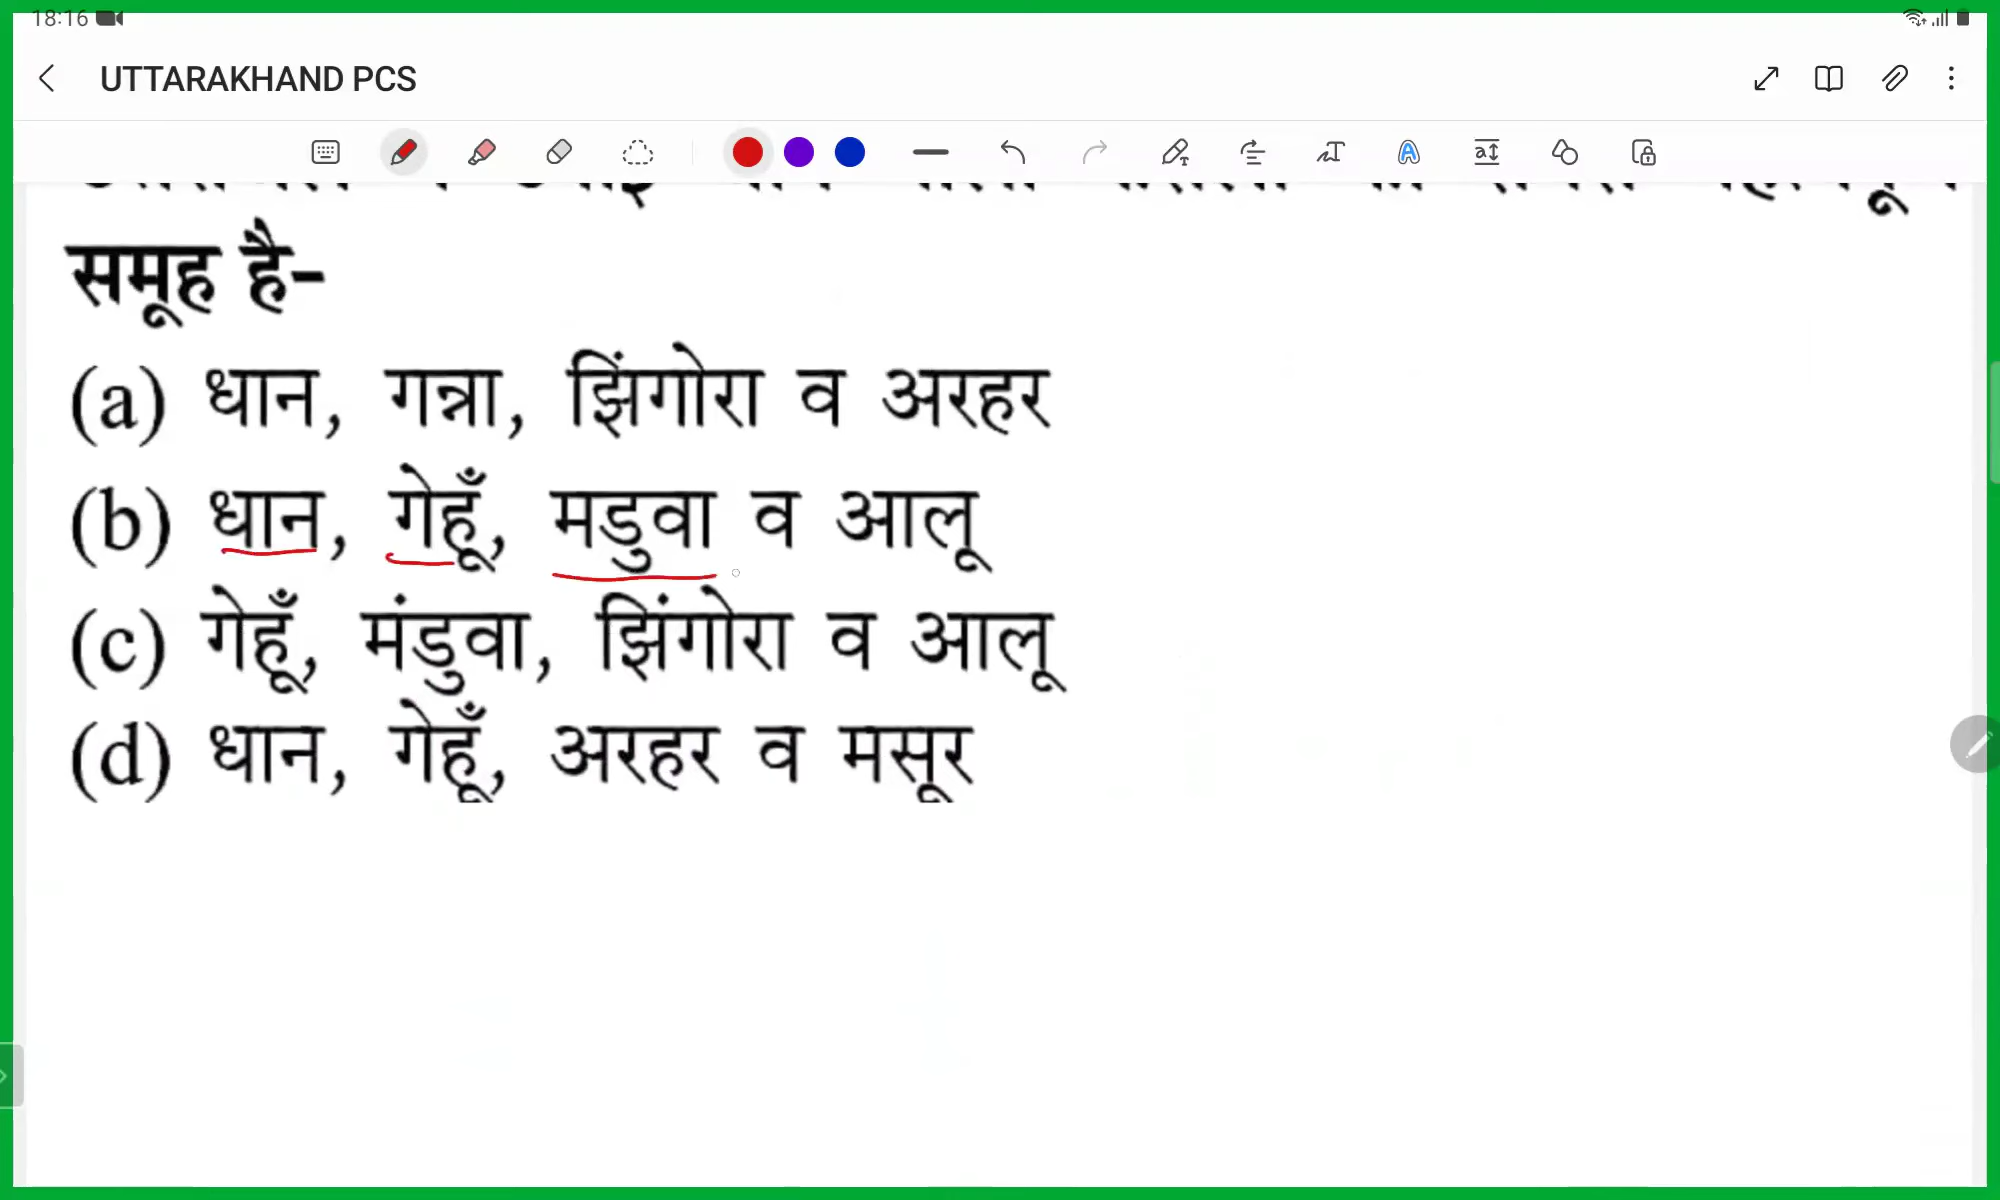 18:16
UTTARAKHAND PCS
समूह है-
(a) धान, गन्ना, झिंगोरा व अरहर
(b) धान, गेहूँ, मडुवा व आलू
(c) गेहूँ, मंडुवा, झिंगोरा व आलू
(d) धान, गेहूँ, अरहर व मसूर